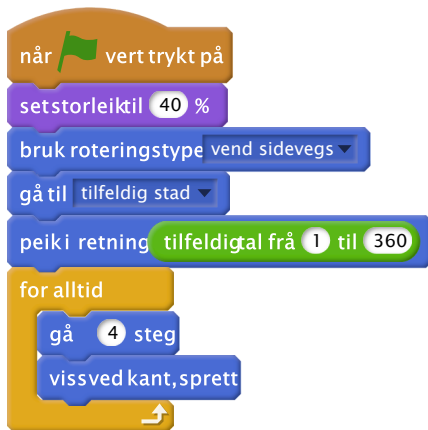 når vert trykt på
set storleik til 40 %
bruk roteringstype vend sidevegs
gå til tilfeldig stad
peik i retning tilfeldig tal frå 1 til 360
for alltid
gå 4 steg
viss ved kant, sprett